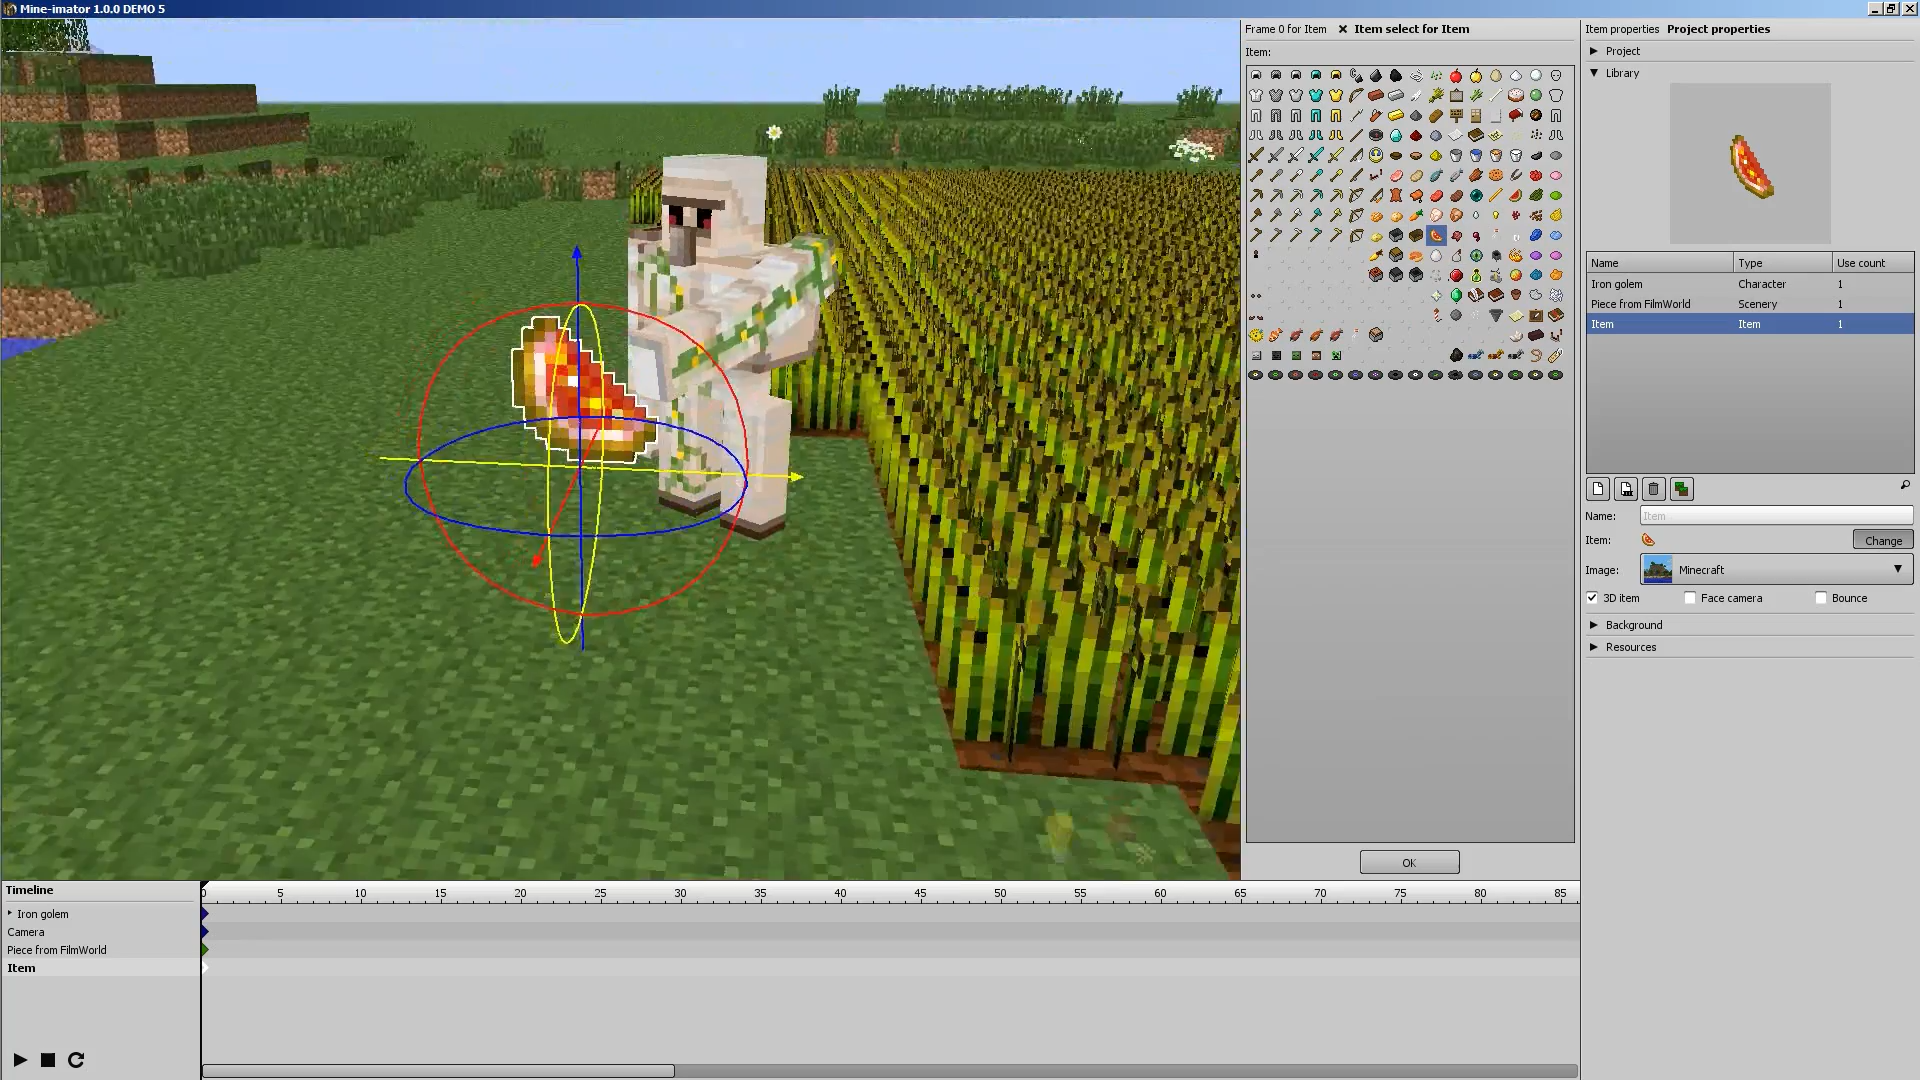 Mine-imator 1.0.0 DEMO 5
Frame 0 for Item
Item select for Item
Item:
OK
Item properties Project properties
Project
Library
Name Type Use count
Iron golem Character 1
Piece from FilmWorld Scenery 1
Item Item 1
Name: Item
Item: Change
Image: Minecraft
3D item Face camera Bounce
Background
Resources
Timeline
0 5 10 15 20 25 30 35 40 45 50 55 60 65 70 75 80 85
Iron golem
Camera
Piece from FilmWorld
Item